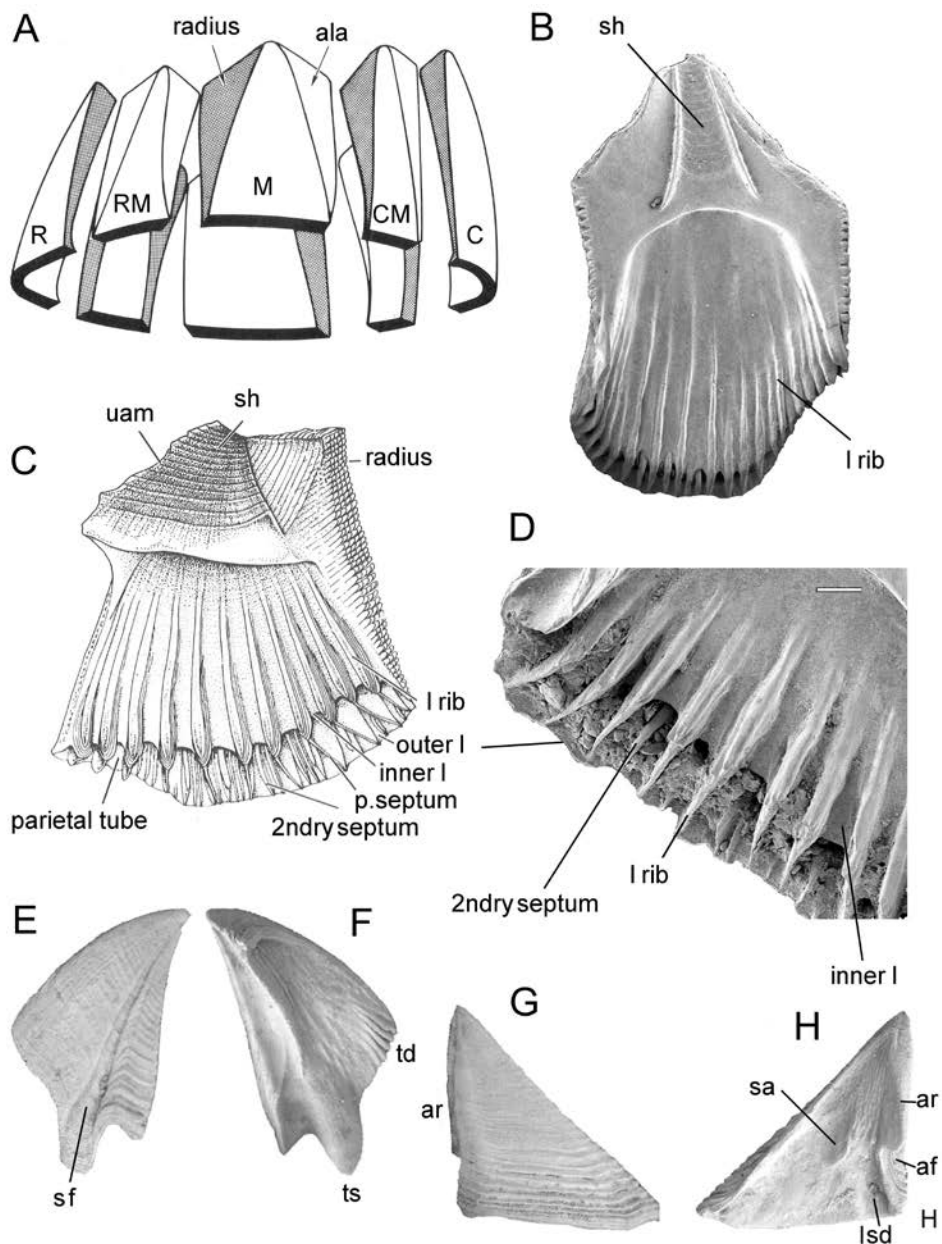 A
radius
ala
R
RM
M
CM
C
B
sh
l rib
C
uam
sh
radius
l rib
outer l
inner l
p.septum
2ndry septum
parietal tube
D
2ndry septum
l rib
inner l
E
F
sf
td
ts
G
ar
H
sa
ar
af
lsd
H